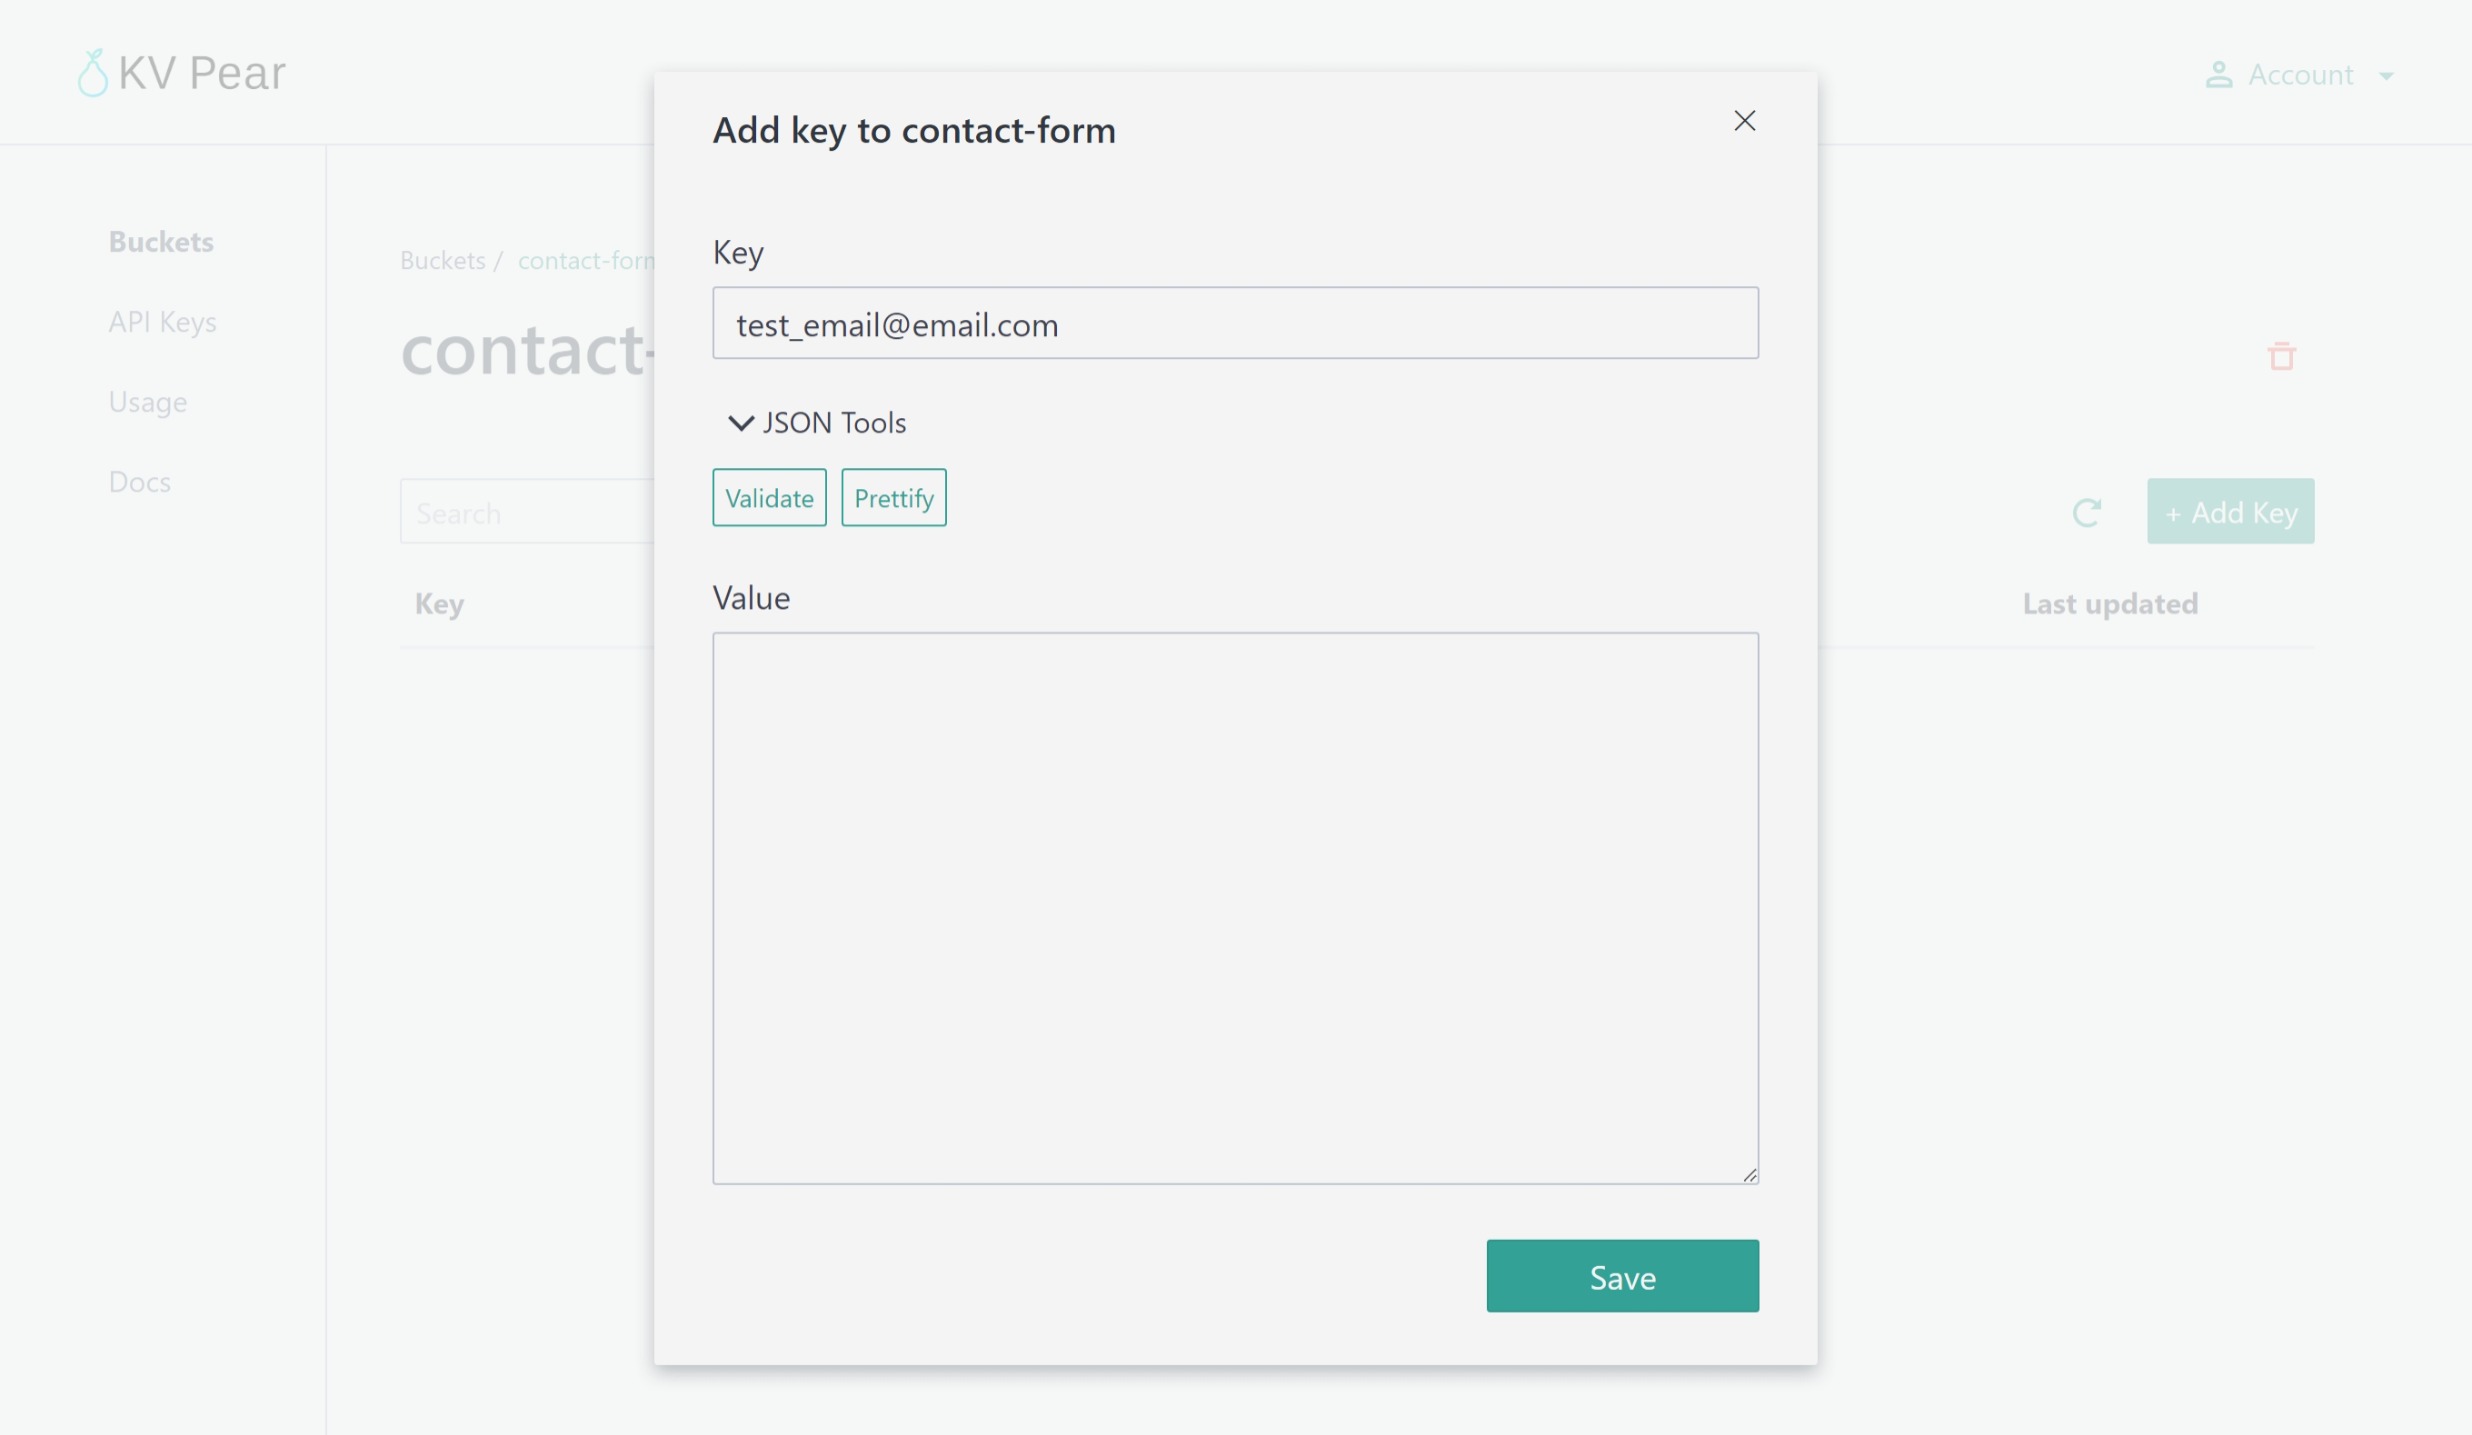 KV Pear
Account
Add key to contact-form
Buckets
API Keys
Usage
Docs
Buckets / contact-form
contact-
Search
+ Add Key
Key
Last updated
Key
test_email@email.com
JSON Tools
Validate
Prettify
Value
Save